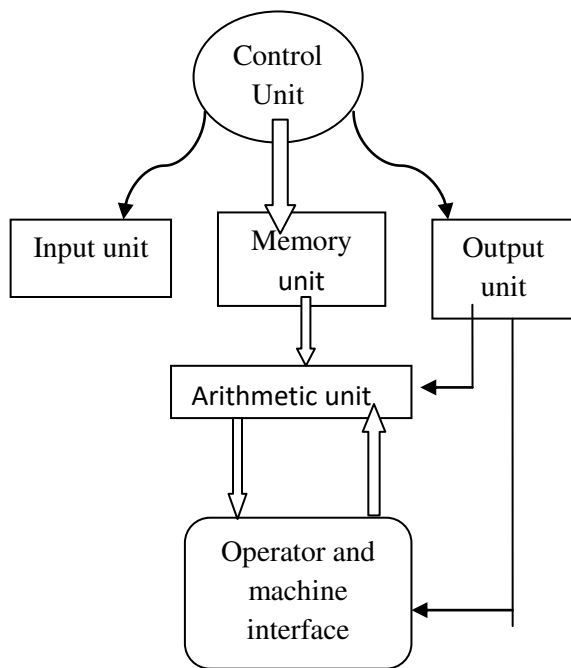 Control
Unit
Input unit
Memory
unit
Output
unit
Arithmetic unit
Operator and
machine
interface